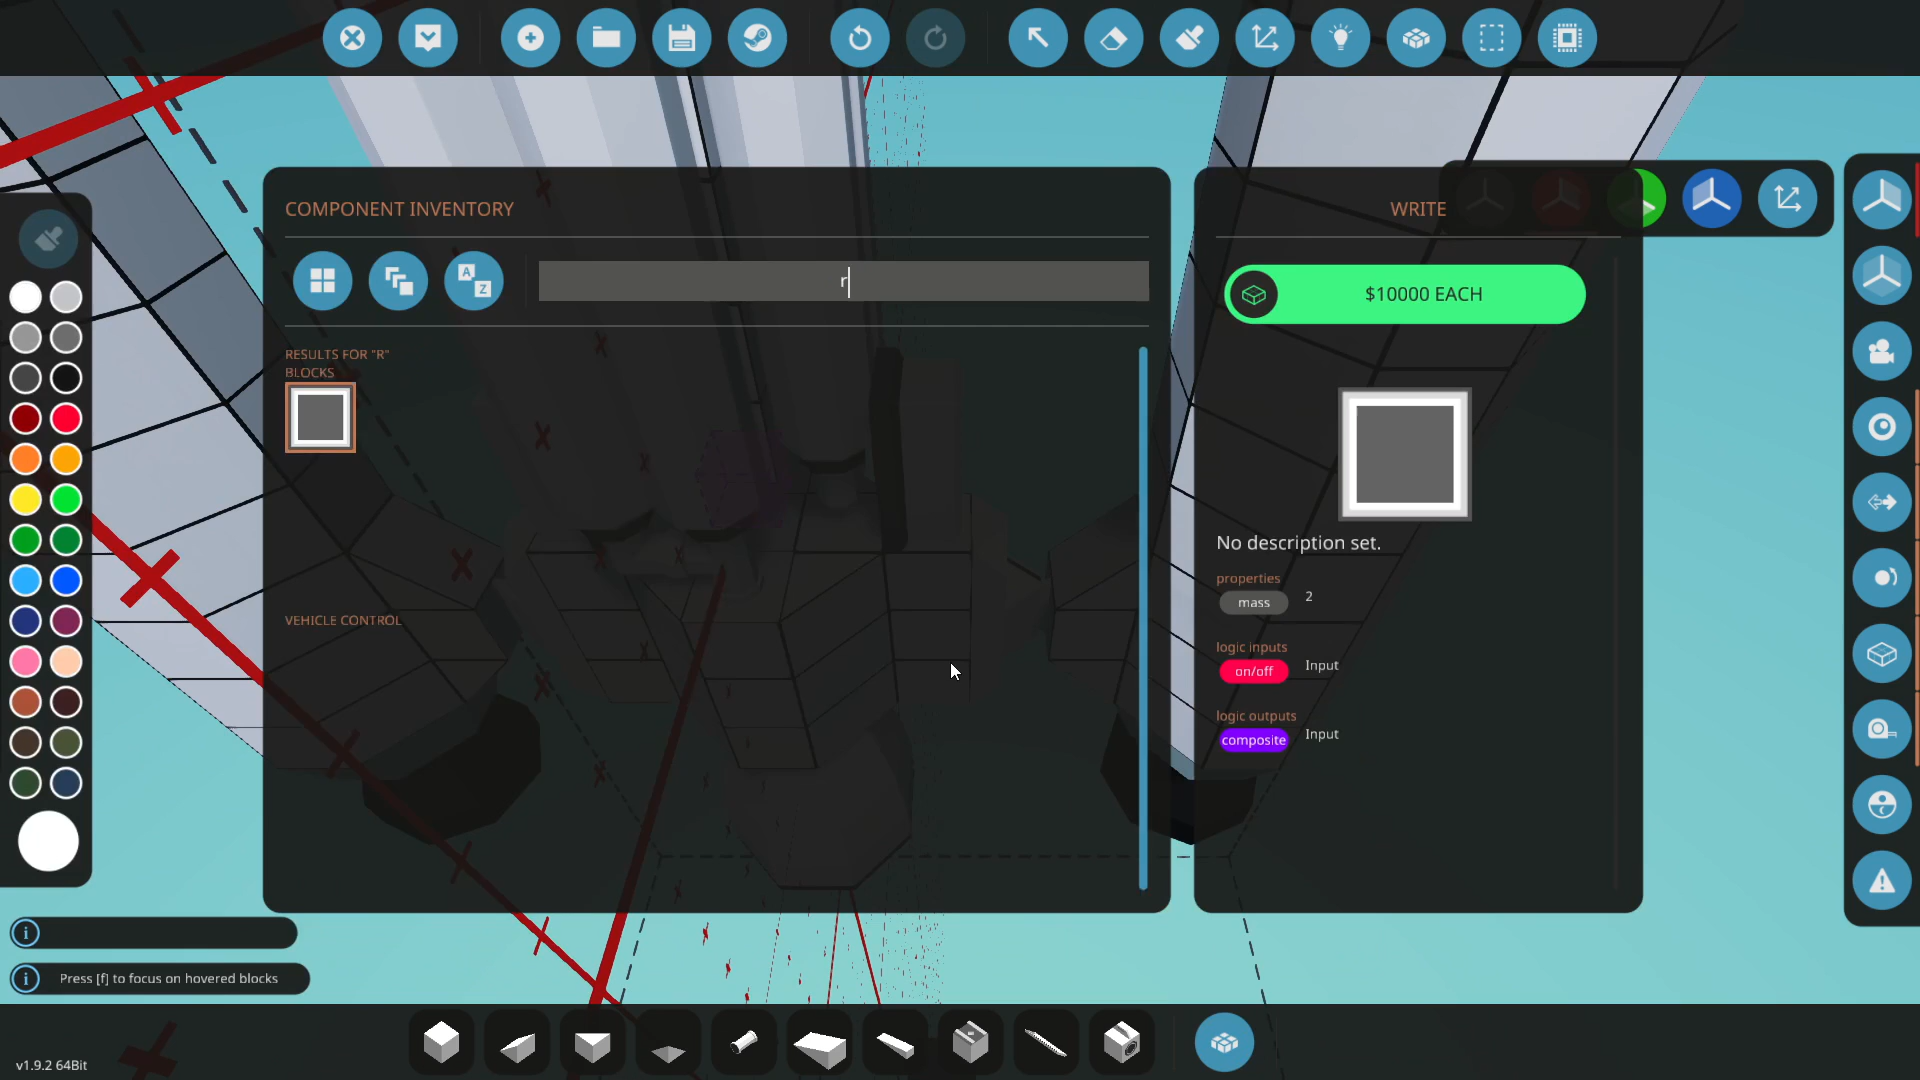 COMPONENT INVENTORY
WRITE
A
Z
r
$10000 EACH
RESULTS FOR "R"
BLOCKS
No description set.
properties
mass 2
VEHICLE CONTROL
logic inputs
on/off Input
logic outputs
composite Input
Press [f] to focus on hovered blocks
v1.9.2 64Bit